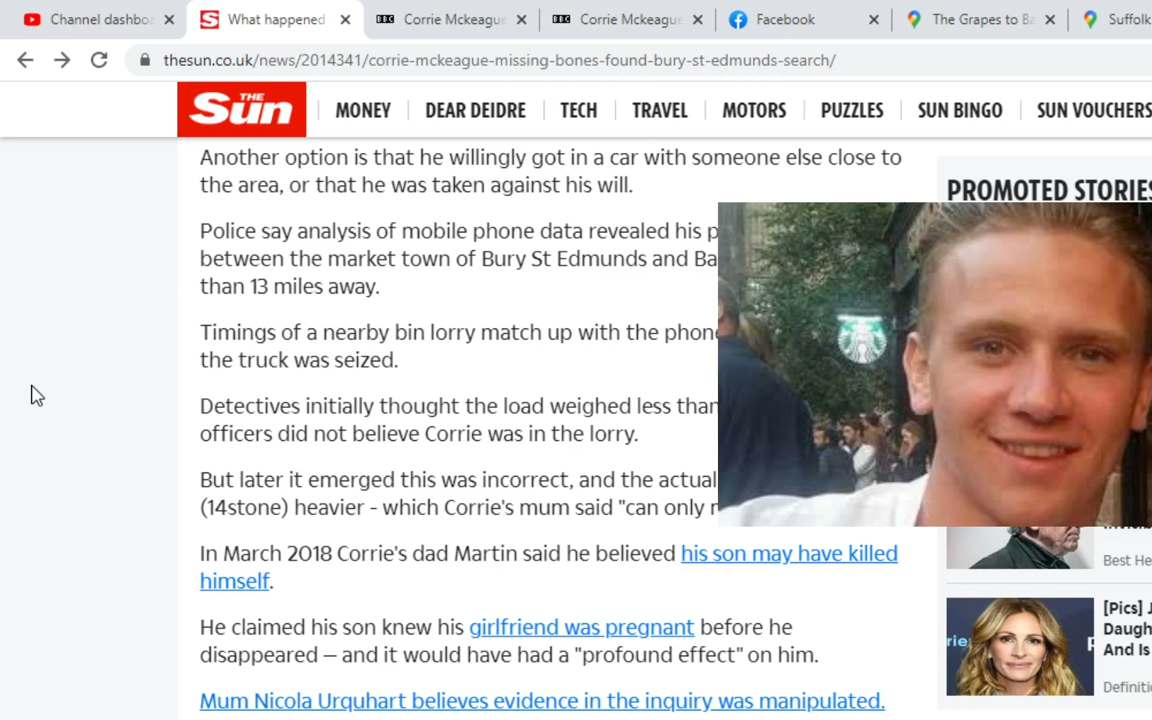 Channel dashbo
What happened
BBC Corrie Mckeague
BBC Corrie Mckeague
Facebook
The Grapes to Ba
Suffolk
thesun.co.uk/news/2014341/corrie-mckeague-missing-bones-found-bury-st-edmunds-search/
THE Sun
MONEY DEAR DEIDRE TECH TRAVEL MOTORS PUZZLES SUN BINGO SUN VOUCHERS
Another option is that he willingly got in a car with someone else close to
the area, or that he was taken against his will.
PROMOTED STORIES
Police say analysis of mobile phone data revealed his p
between the market town of Bury St Edmunds and Ba
than 13 miles away.
Timings of a nearby bin lorry match up with the phone
the truck was seized.
Detectives initially thought the load weighed less than
officers did not believe Corrie was in the lorry.
But later it emerged this was incorrect, and the actual
(14stone) heavier - which Corrie's mum said "can only
In March 2018 Corrie's dad Martin said he believed his son may have killed
himself.
Best He
He claimed his son knew his girlfriend was pregnant before he
disappeared – and it would have had a "profound effect" on him.
Mum Nicola Urquhart believes evidence in the inquiry was manipulated.
[Pics] J
Daugh
And Is
Definiti